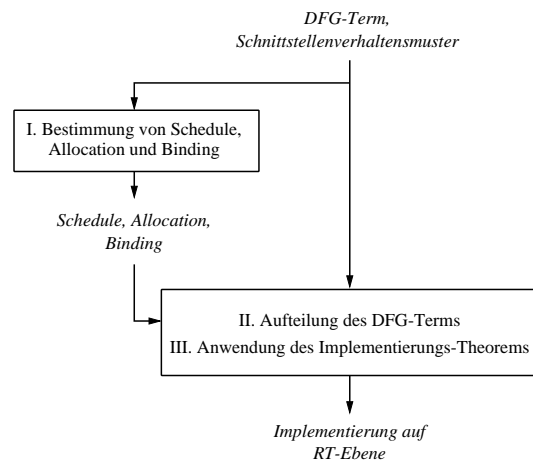 DFG-Term,
Schnittstellenverhaltensmuster
I. Bestimmung von Schedule,
Allocation und Binding
Schedule, Allocation,
Binding
II. Aufteilung des DFG-Terms
III. Anwendung des Implementierungs-Theorems
Implementierung auf
RT-Ebene